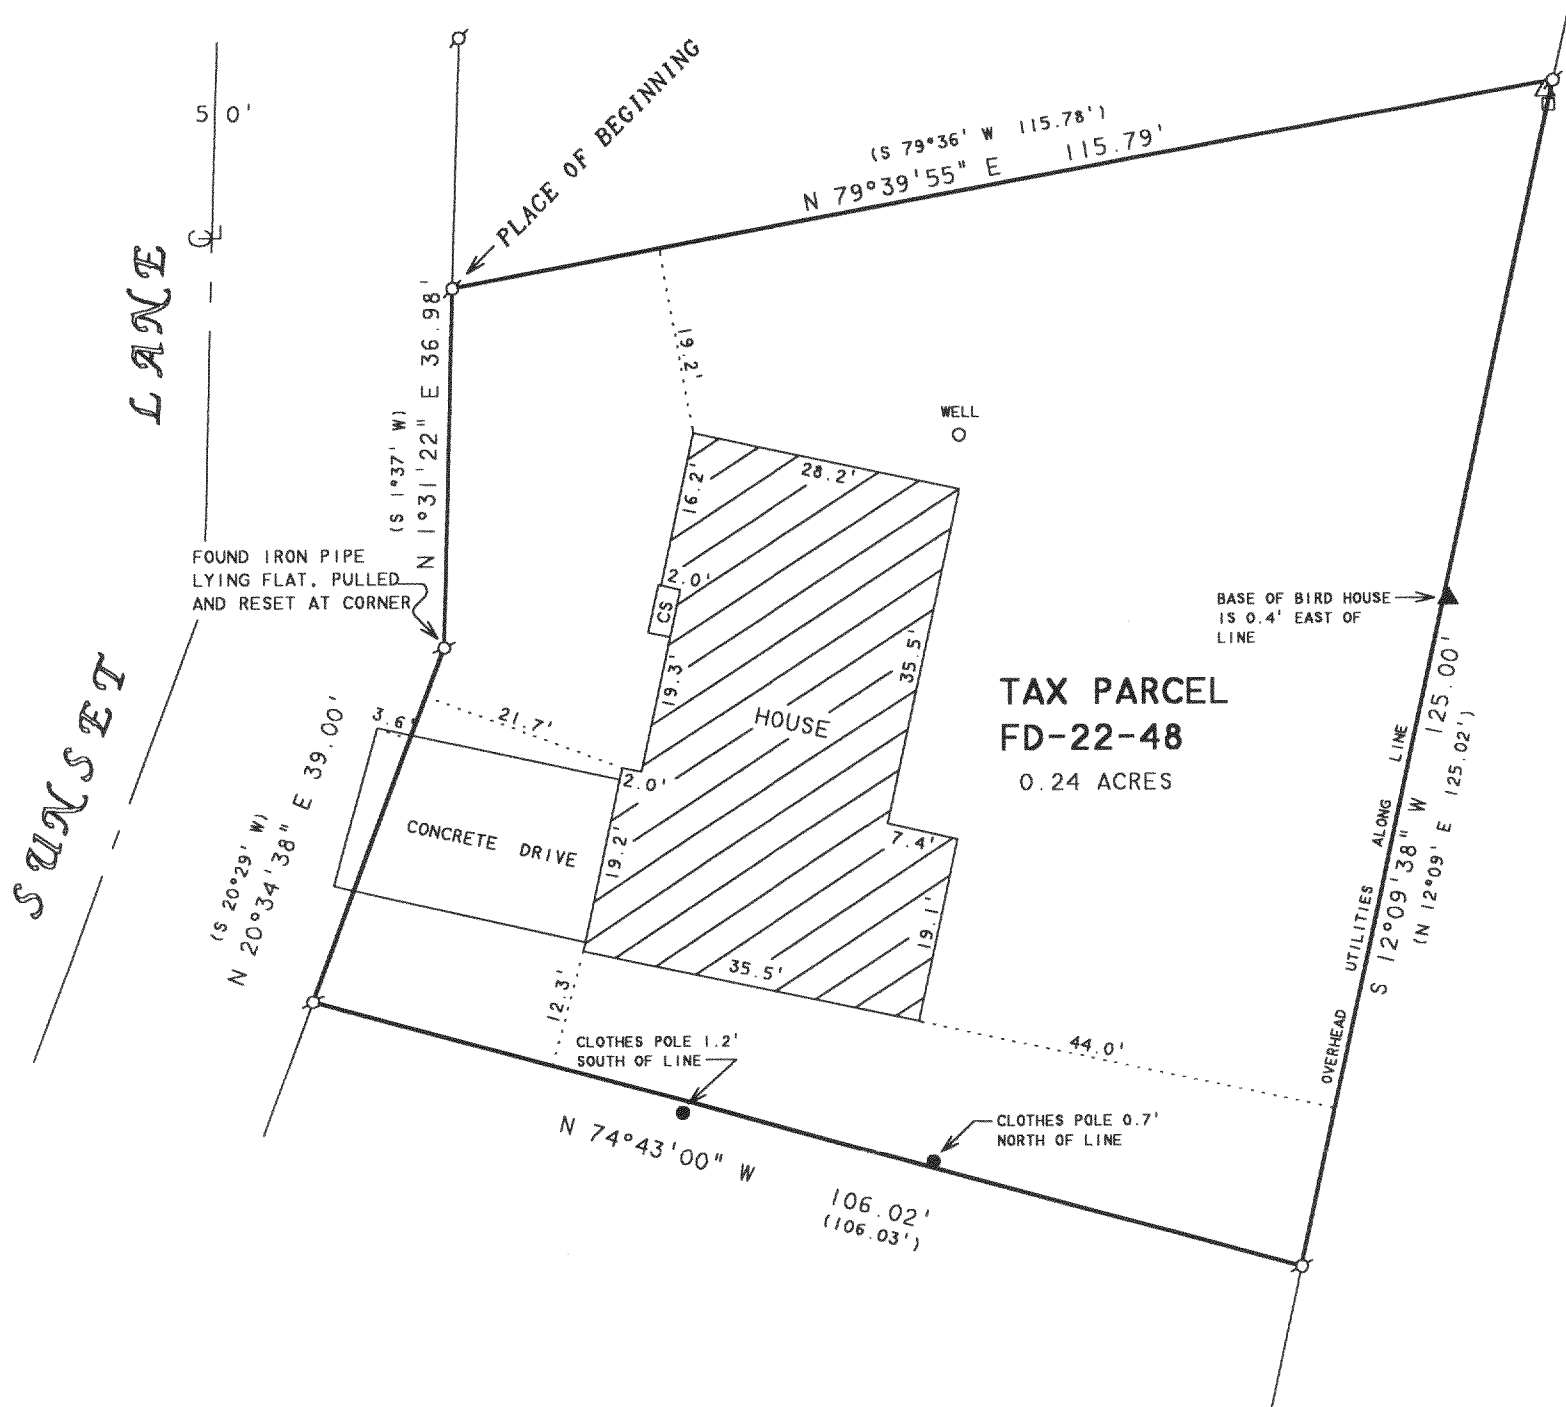 50'
C̵L
PLACE OF BEGINNING
(S 79°36' W 115.78')
N 79°39'55" E 115.79'
SUNSET LANE
(S 1°37' W)
N 1°31'22" E 36.98'
19.2'
WELL
28.2'
16.2'
2.0'
CS
19.3'
35.5'
FOUND IRON PIPE
LYING FLAT. PULLED
AND RESET AT CORNER
BASE OF BIRD HOUSE
IS 0.4' EAST OF
LINE
TAX PARCEL
FD-22-48
0.24 ACRES
HOUSE
3.6'
21.7'
2.0'
CONCRETE DRIVE
19.2'
7.4'
19.1'
35.5'
(S 20°29' W)
N 20°34'38" E 39.00'
OVERHEAD UTILITIES ALONG LINE
S 12°09'38" W 125.00'
(N 12°09' E 125.02')
12.3'
44.0'
CLOTHES POLE 1.2'
SOUTH OF LINE
CLOTHES POLE 0.7'
NORTH OF LINE
N 74°43'00" W 106.02'
(106.03')